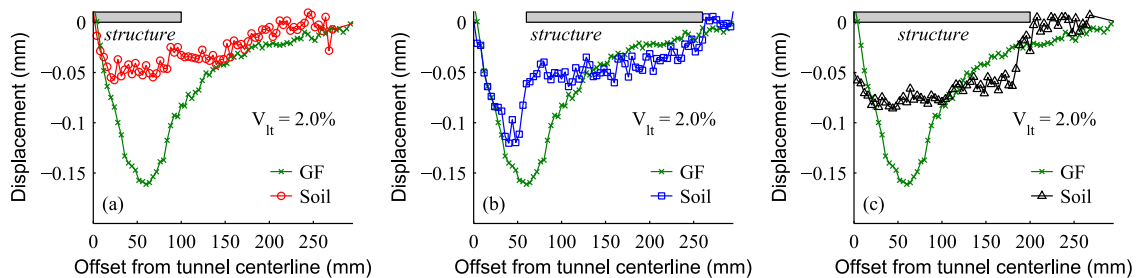 Displacement (mm)
0
−0.05
−0.1
−0.15
structure
V_lt = 2.0%
GF
Soil
(a)
0 50 100 150 200 250
Offset from tunnel centerline (mm)
Displacement (mm)
0
−0.05
−0.1
−0.15
structure
V_lt = 2.0%
GF
Soil
(b)
0 50 100 150 200 250
Offset from tunnel centerline (mm)
Displacement (mm)
0
−0.05
−0.1
−0.15
structure
V_lt = 2.0%
GF
Soil
(c)
0 50 100 150 200 250
Offset from tunnel centerline (mm)